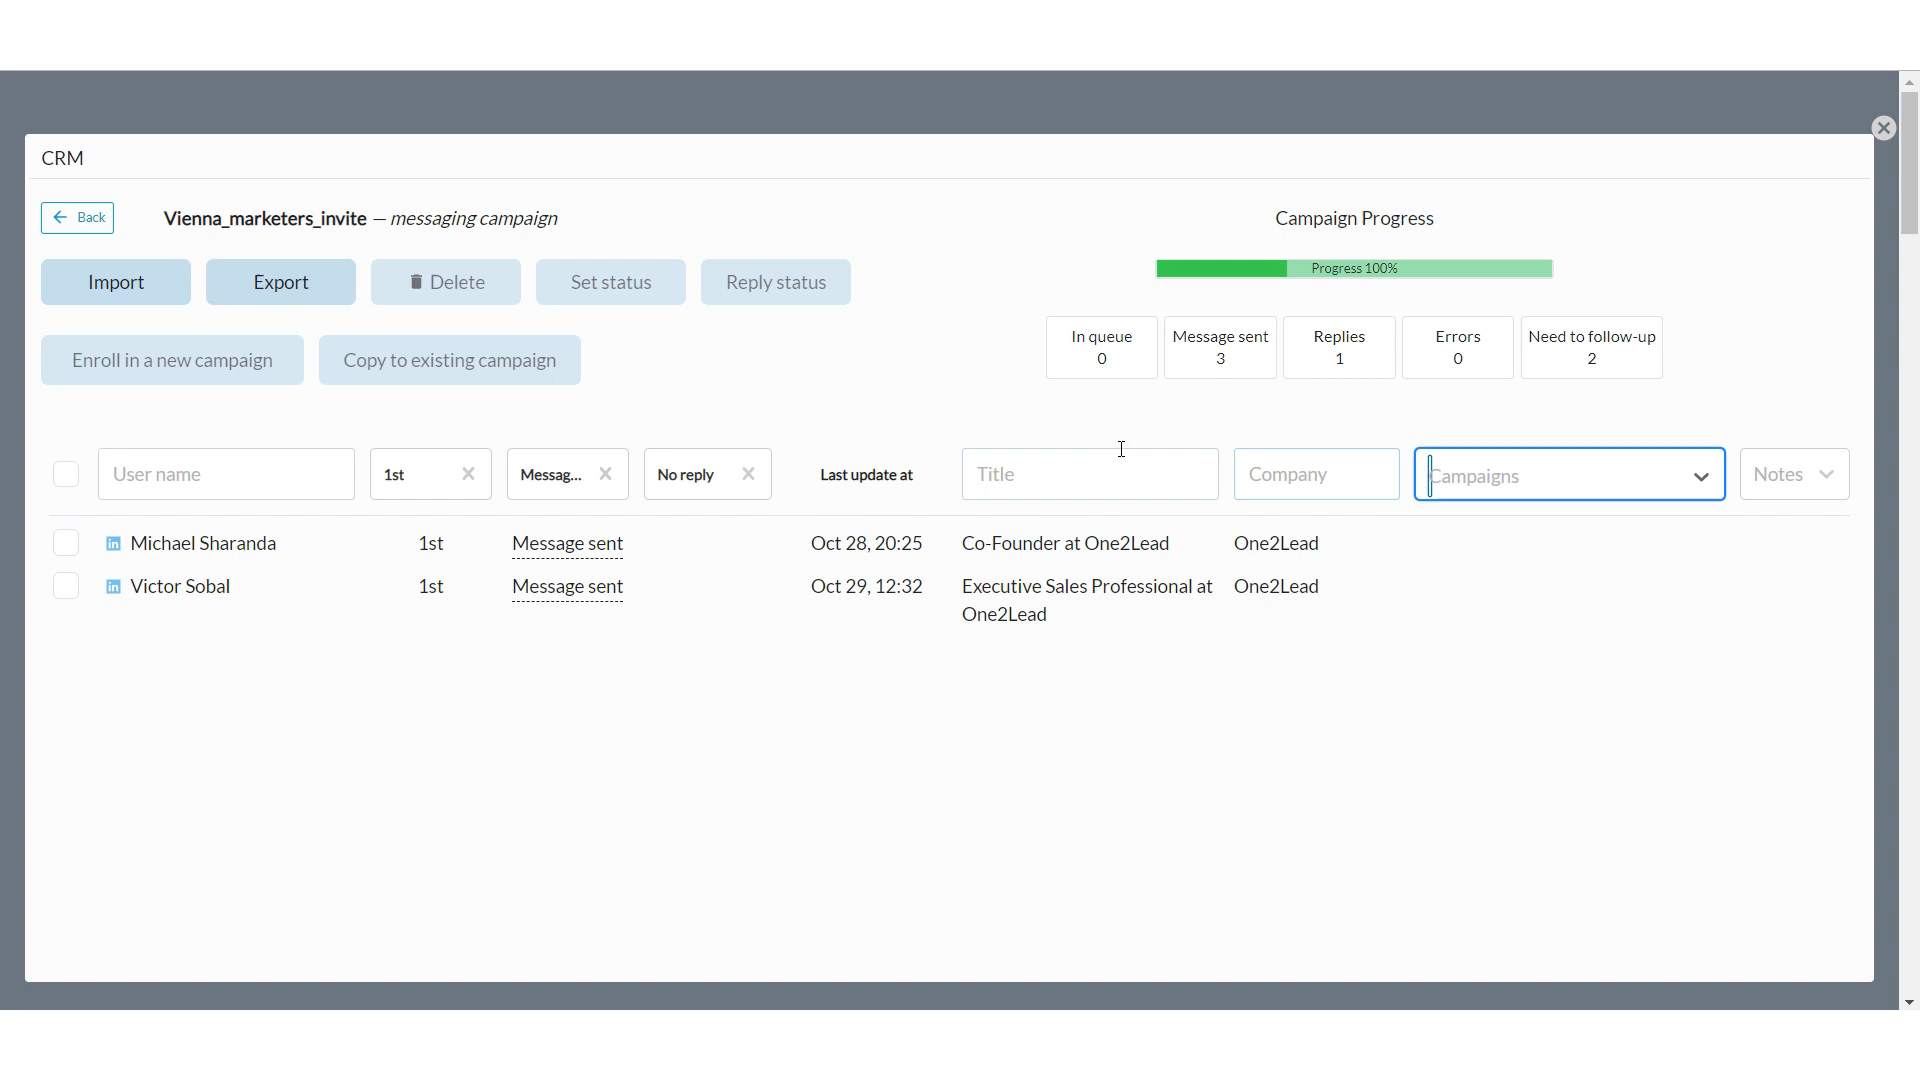 CRM
Back
Vienna_marketers_invite — messaging campaign
Campaign Progress
Import
Export
Delete
Set status
Reply status
Progress 100%
Enroll in a new campaign
Copy to existing campaign
In queue
0
Message sent
3
Replies
1
Errors
0
Need to follow-up
2
User name
1st
Messag...
No reply
Last update at
Title
Company
Campaigns
Notes
in Michael Sharanda 1st Message sent Oct 28, 20:25 Co-Founder at One2Lead One2Lead
in Victor Sobal 1st Message sent Oct 29, 12:32 Executive Sales Professional at One2Lead
One2Lead